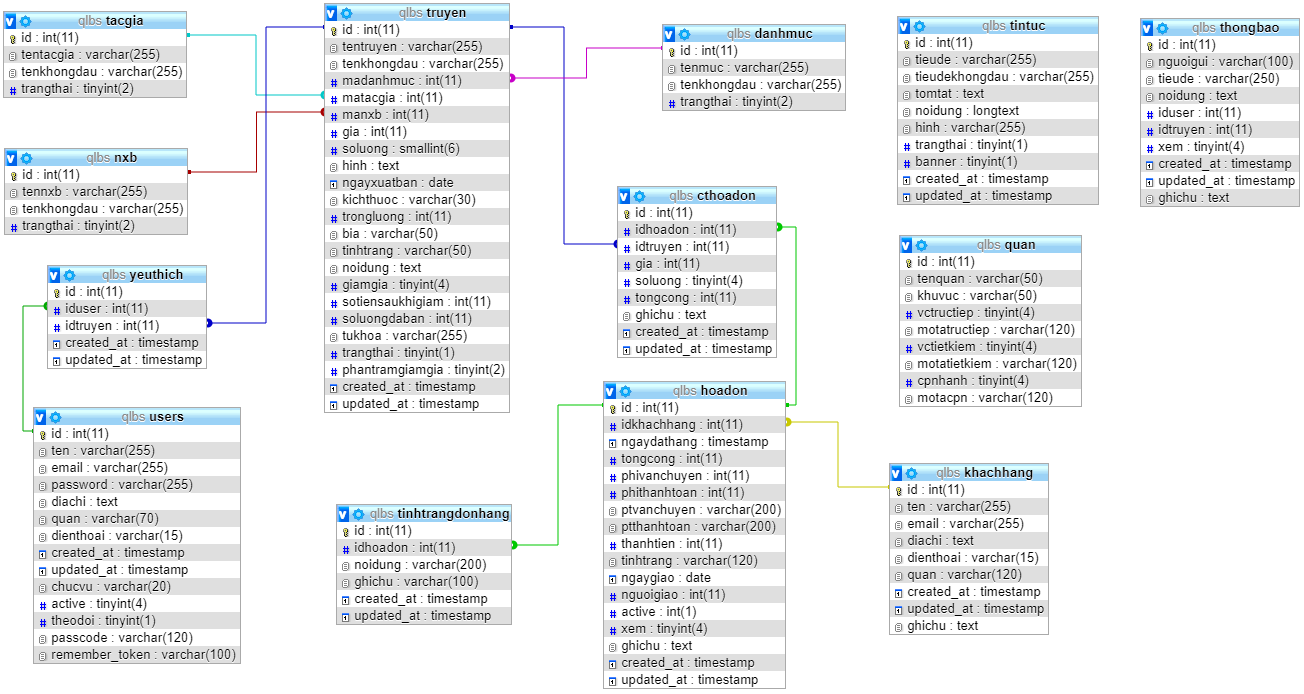 qlbs tacgia
id : int(11)
tentacgia : varchar(255)
tenkhongdau : varchar(255)
trangthai : tinyint(2)
qlbs nxb
id : int(11)
tennxb : varchar(255)
tenkhongdau : varchar(255)
trangthai : tinyint(2)
qlbs yeuthich
id : int(11)
iduser : int(11)
idtruyen : int(11)
created_at : timestamp
updated_at : timestamp
qlbs users
id : int(11)
ten : varchar(255)
email : varchar(255)
password : varchar(255)
diachi : text
quan : varchar(70)
dienthoai : varchar(15)
created_at : timestamp
updated_at : timestamp
chucvu : varchar(20)
active : tinyint(4)
theodoi : tinyint(1)
passcode : varchar(120)
remember_token : varchar(100)
qlbs truyen
id : int(11)
tentruyen : varchar(255)
tenkhongdau : varchar(255)
madanhmuc : int(11)
matacgia : int(11)
manxb : int(11)
gia : int(11)
soluong : smallint(6)
hinh : text
ngayxuatban : date
kichthuoc : varchar(30)
trongluong : int(11)
bia : varchar(50)
tinhtrang : varchar(50)
noidung : text
giamgia : tinyint(4)
sotiensaukhigiam : int(11)
soluongdaban : int(11)
tukhoa : varchar(255)
trangthai : tinyint(1)
phantramgiamgia : tinyint(2)
created_at : timestamp
updated_at : timestamp
qlbs tinhtrangdonhang
id : int(11)
idhoadon : int(11)
noidung : varchar(200)
ghichu : varchar(100)
created_at : timestamp
updated_at : timestamp
qlbs danhmuc
id : int(11)
tenmuc : varchar(255)
tenkhongdau : varchar(255)
trangthai : tinyint(2)
qlbs cthoadon
id : int(11)
idhoadon : int(11)
idtruyen : int(11)
gia : int(11)
soluong : tinyint(4)
tongcong : int(11)
ghichu : text
created_at : timestamp
updated_at : timestamp
qlbs hoadon
id : int(11)
idkhachhang : int(11)
ngaydathang : timestamp
tongcong : int(11)
phivanchuyen : int(11)
phithanhtoan : int(11)
ptvanchuyen : varchar(200)
ptthanhtoan : varchar(200)
thanhtien : int(11)
tinhtrang : varchar(120)
ngaygiao : date
nguoigiao : int(11)
active : int(1)
xem : tinyint(4)
ghichu : text
created_at : timestamp
updated_at : timestamp
qlbs tintuc
id : int(11)
tieude : varchar(255)
tieudekhongdau : varchar(255)
tomtat : text
noidung : longtext
hinh : varchar(255)
trangthai : tinyint(1)
banner : tinyint(1)
created_at : timestamp
updated_at : timestamp
qlbs quan
id : int(11)
tenquan : varchar(50)
khuvuc : varchar(50)
vctructiep : tinyint(4)
motatructiep : varchar(120)
vctietkiem : tinyint(4)
motatietkiem : varchar(120)
cpnhanh : tinyint(4)
motacpn : varchar(120)
qlbs khachhang
id : int(11)
ten : varchar(255)
email : varchar(255)
diachi : text
dienthoai : varchar(15)
quan : varchar(120)
created_at : timestamp
updated_at : timestamp
ghichu : text
qlbs thongbao
id : int(11)
nguoigui : varchar(100)
tieude : varchar(250)
noidung : text
iduser : int(11)
idtruyen : int(11)
xem : tinyint(4)
created_at : timestamp
updated_at : timestamp
ghichu : text